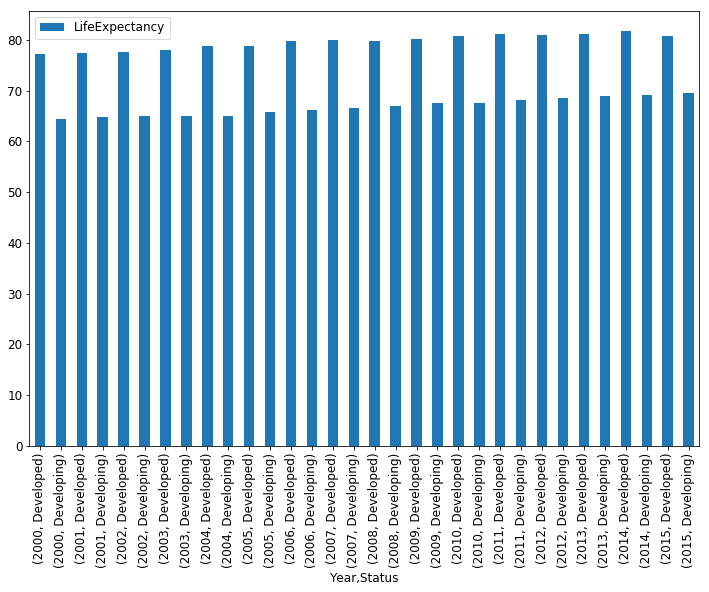 LifeExpectancy
80
70
60
50
40
30
20
10
0
(2000, Developed)
(2000, Developing)
(2001, Developed)
(2001, Developing)
(2002, Developed)
(2002, Developing)
(2003, Developed)
(2003, Developing)
(2004, Developed)
(2004, Developing)
(2005, Developed)
(2005, Developing)
(2006, Developed)
(2006, Developing)
(2007, Developed)
(2007, Developing)
(2008, Developed)
(2008, Developing)
(2009, Developed)
(2009, Developing)
(2010, Developed)
(2010, Developing)
(2011, Developed)
(2011, Developing)
(2012, Developed)
(2012, Developing)
(2013, Developed)
(2013, Developing)
(2014, Developed)
(2014, Developing)
(2015, Developed)
(2015, Developing)
Year,Status